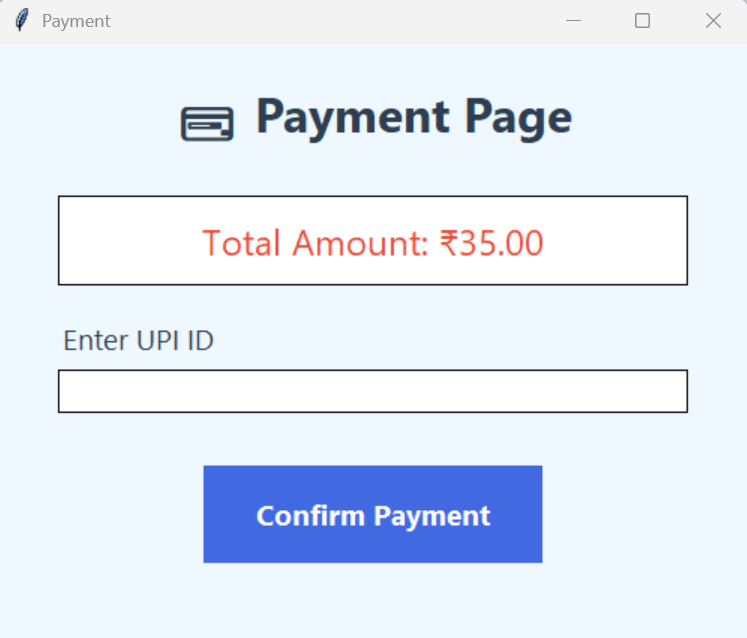 Payment
Payment Page
Total Amount: ₹35.00
Enter UPI ID
Confirm Payment